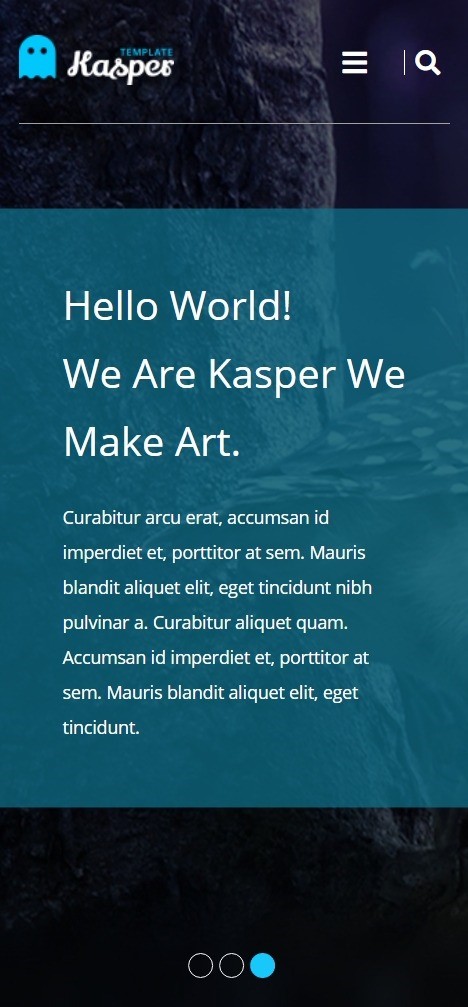 TEMPLATE
Kasper
Hello World!
We Are Kasper We
Make Art.
Curabitur arcu erat, accumsan id
imperdiet et, porttitor at sem. Mauris
blandit aliquet elit, eget tincidunt nibh
pulvinar a. Curabitur aliquet quam.
Accumsan id imperdiet et, porttitor at
sem. Mauris blandit aliquet elit, eget
tincidunt.